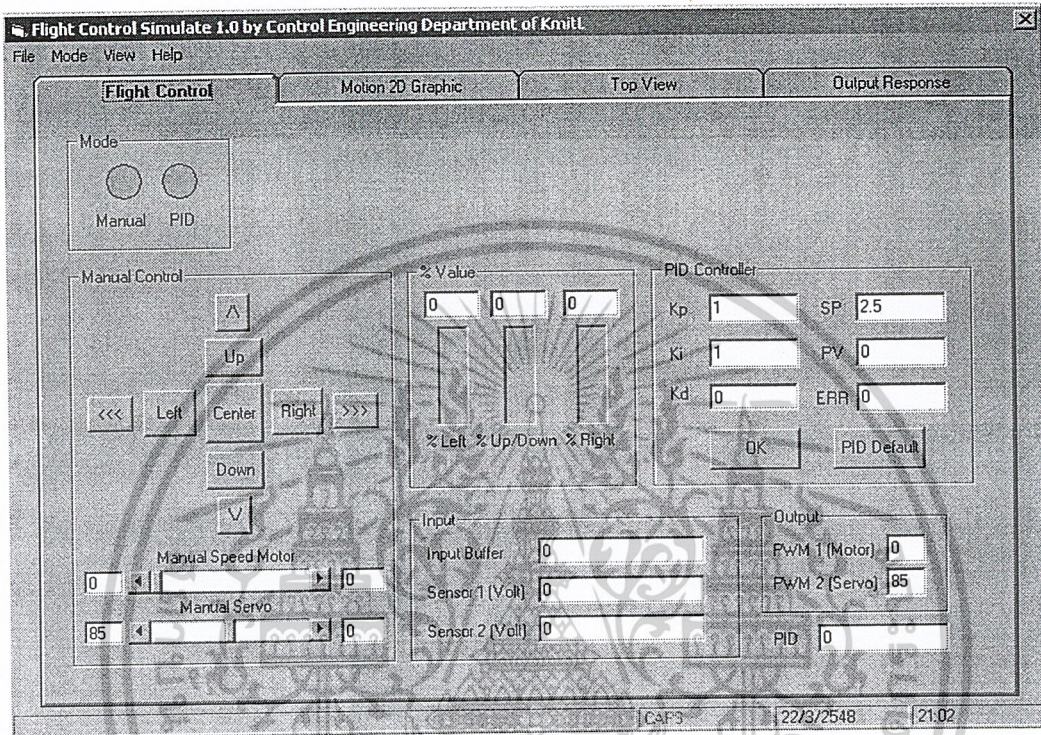 Flight Control Simulate 1.0 by Control Engineering Department of Kmitl
File Mode View Help
Flight Control Motion 2D Graphic Top View Output Response
Mode
Manual PID
Manual Control
/\
Up
<<< Left Center Right >>>
Down
\/
Manual Speed Motor
0 0
Manual Servo
85 0
% Value
0 0 0
% Left % Up/Down % Right
PID Controller
Kp 1 SP 2.5
Ki 1 PV 0
Kd 0 ERR 0
OK PID Default
Input
Input Buffer 0
Sensor 1 (Volt) 0
Sensor 2 (Volt) 0
Output
PWM 1 (Motor) 0
PWM 2 (Servo) 85
PID 0
CAPS 22/3/2548 21:02